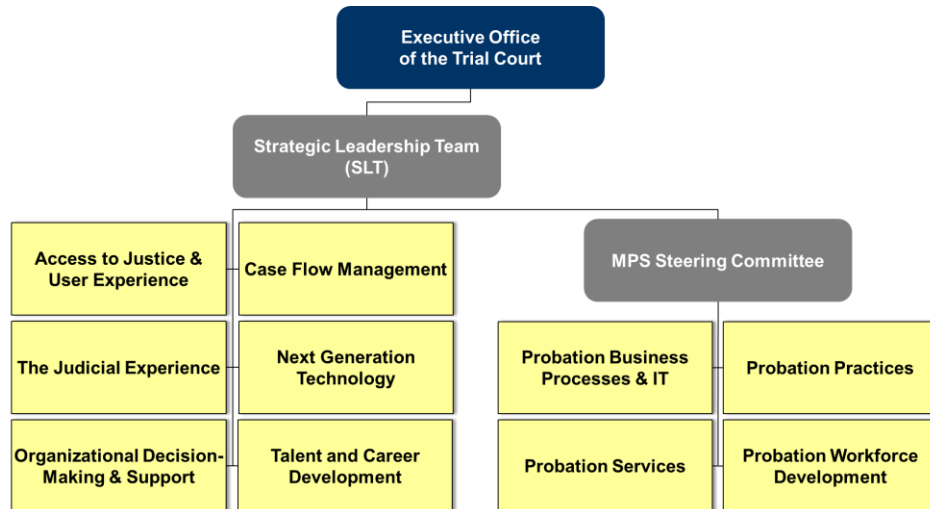 Executive Office
of the Trial Court
Strategic Leadership Team
(SLT)
Access to Justice &
User Experience
Case Flow Management
MPS Steering Committee
The Judicial Experience
Next Generation
Technology
Probation Business
Processes & IT
Probation Practices
Organizational Decision-
Making & Support
Talent and Career
Development
Probation Services
Probation Workforce
Development